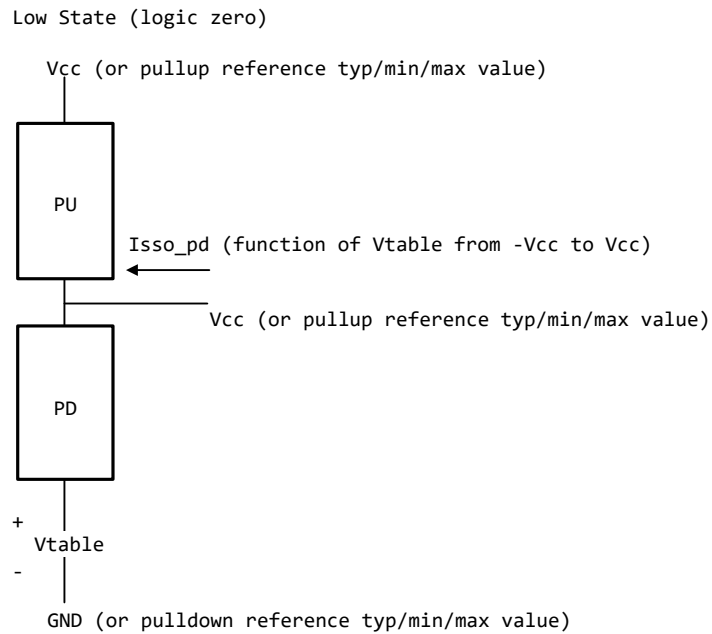 Low State (logic zero)
Vcc (or pullup reference typ/min/max value)
PU
Isso_pd (function of Vtable from -Vcc to Vcc)
Vcc (or pullup reference typ/min/max value)
PD
+
Vtable
-
GND (or pulldown reference typ/min/max value)